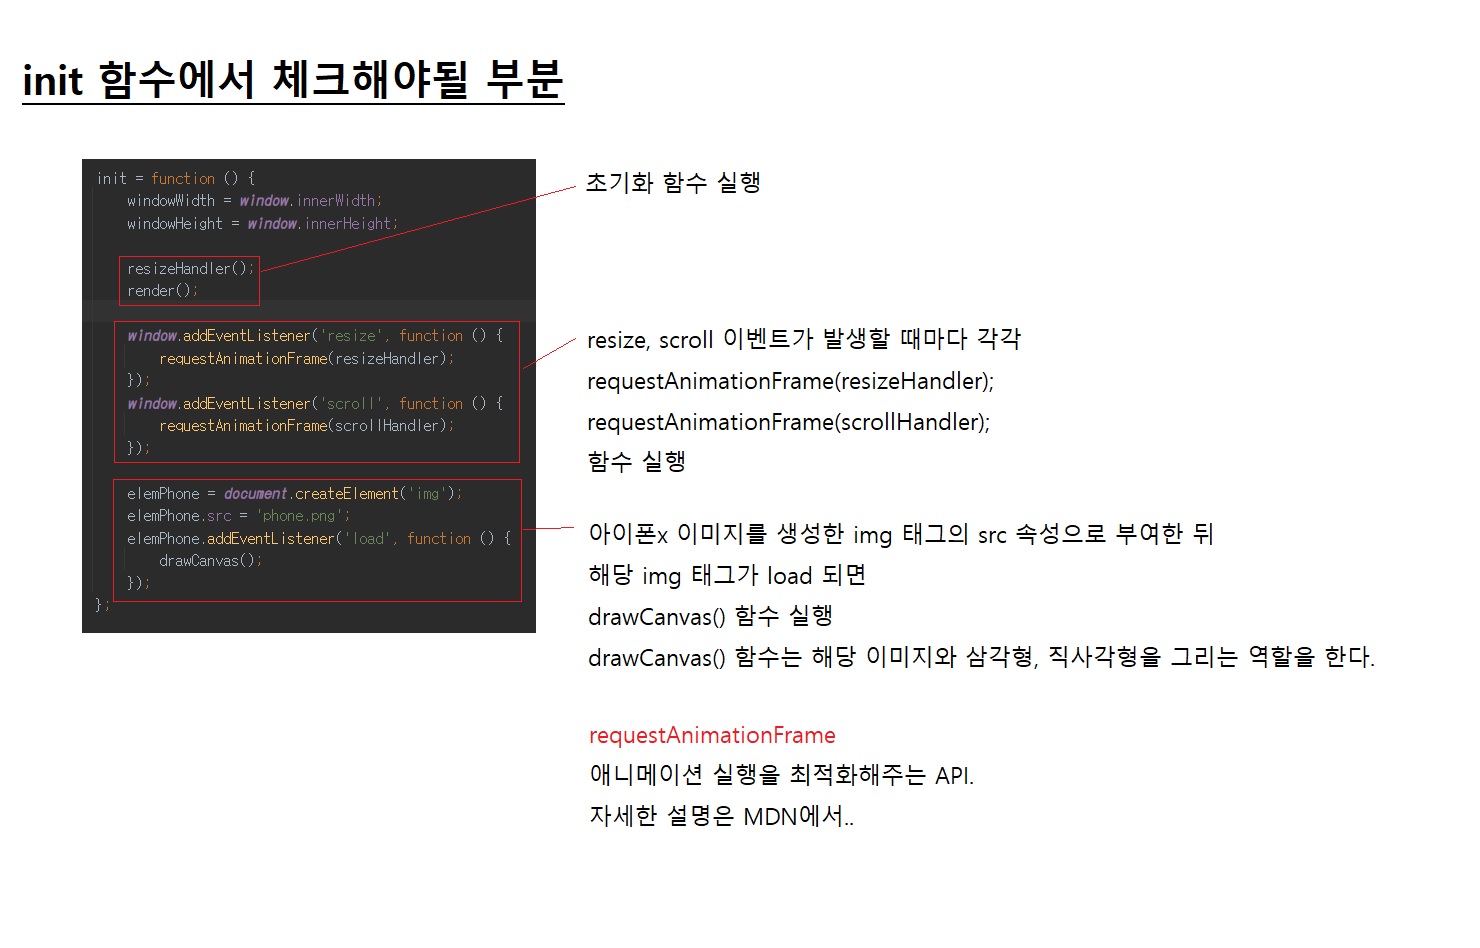 init 함수에서 체크해야될 부분
init = function () {
windowWidth = window.innerWidth;
windowHeight = window.innerHeight;
resizeHandler();
render();
window.addEventListener('resize', function () {
requestAnimationFrame(resizeHandler);
});
window.addEventListener('scroll', function () {
requestAnimationFrame(scrollHandler);
});
elemPhone = document.createElement('img');
elemPhone.src = 'phone.png';
elemPhone.addEventListener('load', function () {
drawCanvas();
});
};
초기화 함수 실행
resize, scroll 이벤트가 발생할 때마다 각각
requestAnimationFrame(resizeHandler);
requestAnimationFrame(scrollHandler);
함수 실행
아이폰x 이미지를 생성한 img 태그의 src 속성으로 부여한 뒤
해당 img 태그가 load 되면
drawCanvas() 함수 실행
drawCanvas() 함수는 해당 이미지와 삼각형, 직사각형을 그리는 역할을 한다.
requestAnimationFrame
애니메이션 실행을 최적화해주는 API.
자세한 설명은 MDN에서..